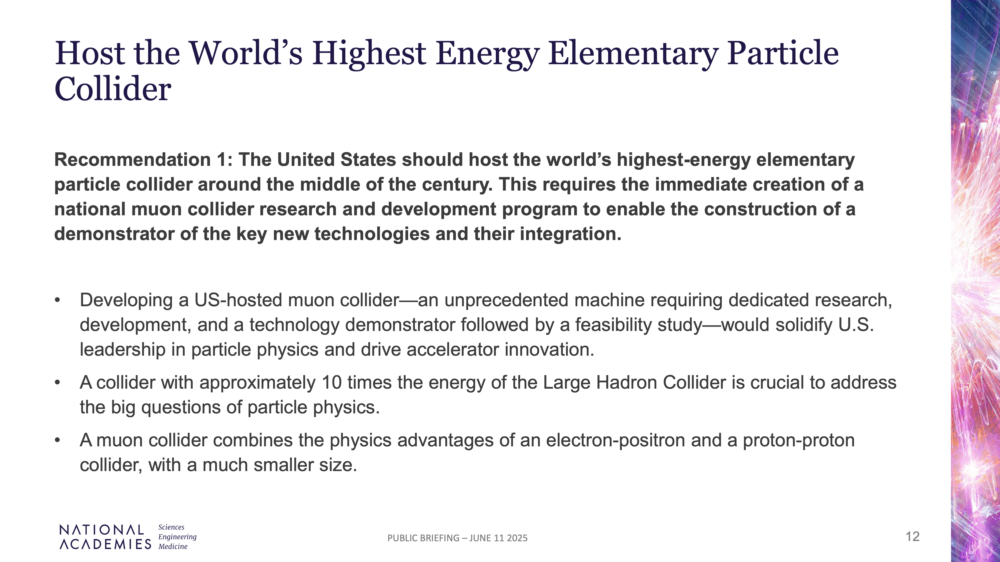 Host the World’s Highest Energy Elementary Particle
Collider
Recommendation 1: The United States should host the world’s highest-energy elementary
particle collider around the middle of the century. This requires the immediate creation of a
national muon collider research and development program to enable the construction of a
demonstrator of the key new technologies and their integration.
• Developing a US-hosted muon collider—an unprecedented machine requiring dedicated research,
development, and a technology demonstrator followed by a feasibility study—would solidify U.S.
leadership in particle physics and drive accelerator innovation.
• A collider with approximately 10 times the energy of the Large Hadron Collider is crucial to address
the big questions of particle physics.
• A muon collider combines the physics advantages of an electron-positron and a proton-proton
collider, with a much smaller size.
NATIONAL
ACADEMIES
Sciences
Engineering
Medicine
PUBLIC BRIEFING – JUNE 11 2025
12